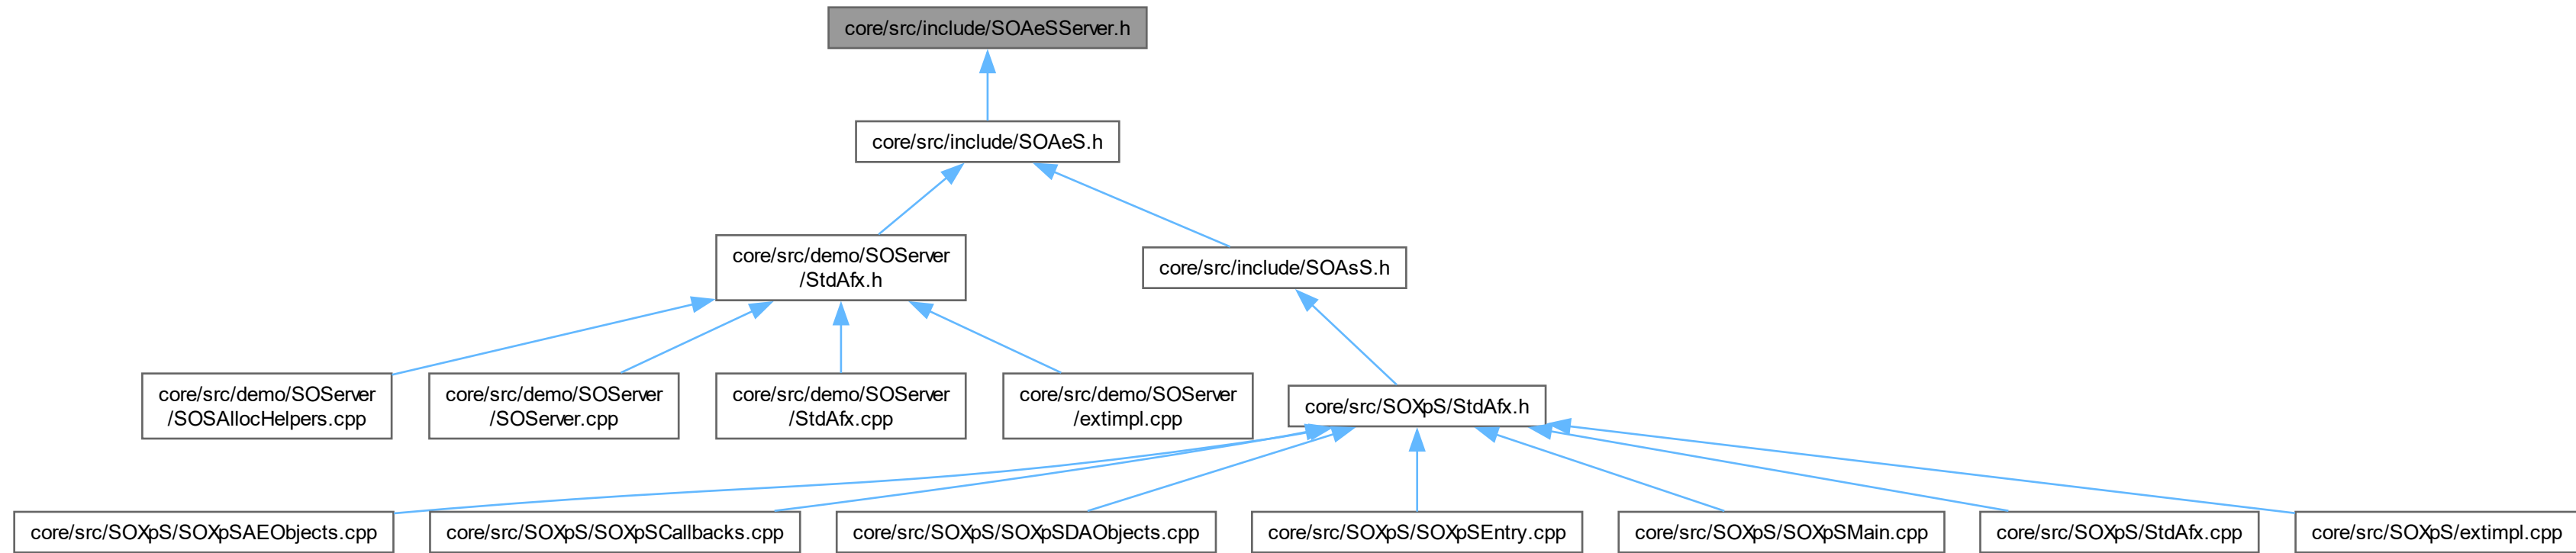 core/src/include/SOAeSServer.h
core/src/include/SOAeS.h
core/src/demo/SOServer
/StdAfx.h
core/src/include/SOAsS.h
core/src/demo/SOServer
/SOSAllocHelpers.cpp
core/src/demo/SOServer
/SOServer.cpp
core/src/demo/SOServer
/StdAfx.cpp
core/src/demo/SOServer
/extimpl.cpp
core/src/SOXpS/StdAfx.h
core/src/SOXpS/SOXpSAEObjects.cpp
core/src/SOXpS/SOXpSCallbacks.cpp
core/src/SOXpS/SOXpSDAObjects.cpp
core/src/SOXpS/SOXpSEntry.cpp
core/src/SOXpS/SOXpSMain.cpp
core/src/SOXpS/StdAfx.cpp
core/src/SOXpS/extimpl.cpp